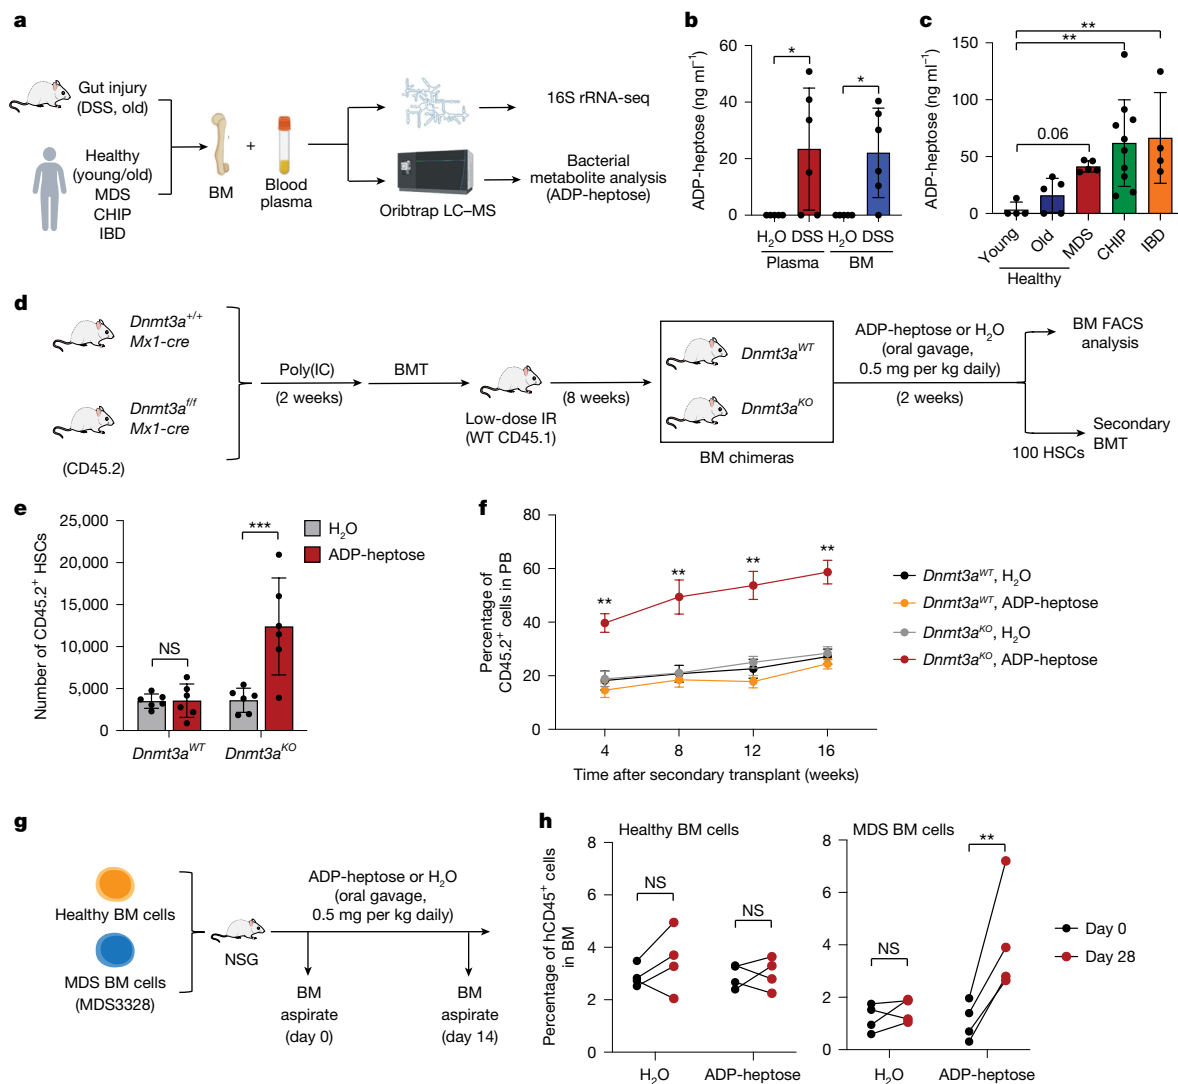 a
Gut injury
(DSS, old)
Healthy
(young/old)
MDS
CHIP
IBD
BM
+
Blood
plasma
Oribtrap LC–MS
16S rRNA-seq
Bacterial
metabolite analysis
(ADP-heptose)
b
ADP-heptose (ng ml⁻¹)
60
40
20
0
*
*
H₂O DSS H₂O DSS
Plasma BM
c
ADP-heptose (ng ml⁻¹)
150
100
50
0
**
**
0.06
Young
Old
MDS
CHIP
IBD
Healthy
d
Dnmt3a⁺/⁺
Mx1-cre
Dnmt3aᶠ/ᶠ
Mx1-cre
(CD45.2)
Poly(IC)
(2 weeks)
BMT
Low-dose IR
(WT CD45.1)
(8 weeks)
Dnmt3aᵂᵀ
Dnmt3aᴷᴼ
BM chimeras
ADP-heptose or H₂O
(oral gavage,
0.5 mg per kg daily)
(2 weeks)
BM FACS
analysis
100 HSCs
Secondary
BMT
e
Number of CD45.2⁺ HSCs
25,000
20,000
15,000
10,000
5,000
0
NS
***
H₂O
ADP-heptose
Dnmt3aᵂᵀ Dnmt3aᴷᴼ
f
Percentage of
CD45.2⁺ cells in PB
80
60
40
20
0
** ** ** **
4 8 12 16
Time after secondary transplant (weeks)
Dnmt3aᵂᵀ, H₂O
Dnmt3aᵂᵀ, ADP-heptose
Dnmt3aᴷᴼ, H₂O
Dnmt3aᴷᴼ, ADP-heptose
g
Healthy BM cells
MDS BM cells
(MDS3328)
NSG
ADP-heptose or H₂O
(oral gavage,
0.5 mg per kg daily)
BM
aspirate
(day 0)
BM
aspirate
(day 14)
h
Healthy BM cells
Percentage of hCD45⁺ cells
in BM
8
6
4
2
0
NS
NS
H₂O ADP-heptose
MDS BM cells
8
6
4
2
0
NS
**
H₂O ADP-heptose
Day 0
Day 28